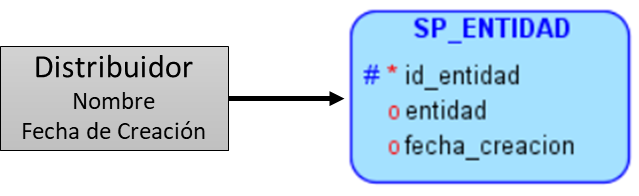 Distribuidor
Nombre
Fecha de Creación
SP_ENTIDAD
# * id_entidad
o entidad
o fecha_creacion